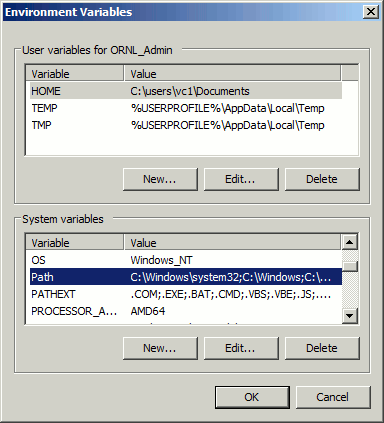 Environment Variables
User variables for ORNL_Admin
Variable Value
HOME C:\users\vc1\Documents
TEMP %USERPROFILE%\AppData\Local\Temp
TMP %USERPROFILE%\AppData\Local\Temp
New... Edit... Delete
System variables
Variable Value
OS Windows_NT
Path C:\Windows\system32;C:\Windows;C:\...
PATHEXT .COM;.EXE;.BAT;.CMD;.VBS;.VBE;.JS;....
PROCESSOR_A... AMD64
New... Edit... Delete
OK Cancel